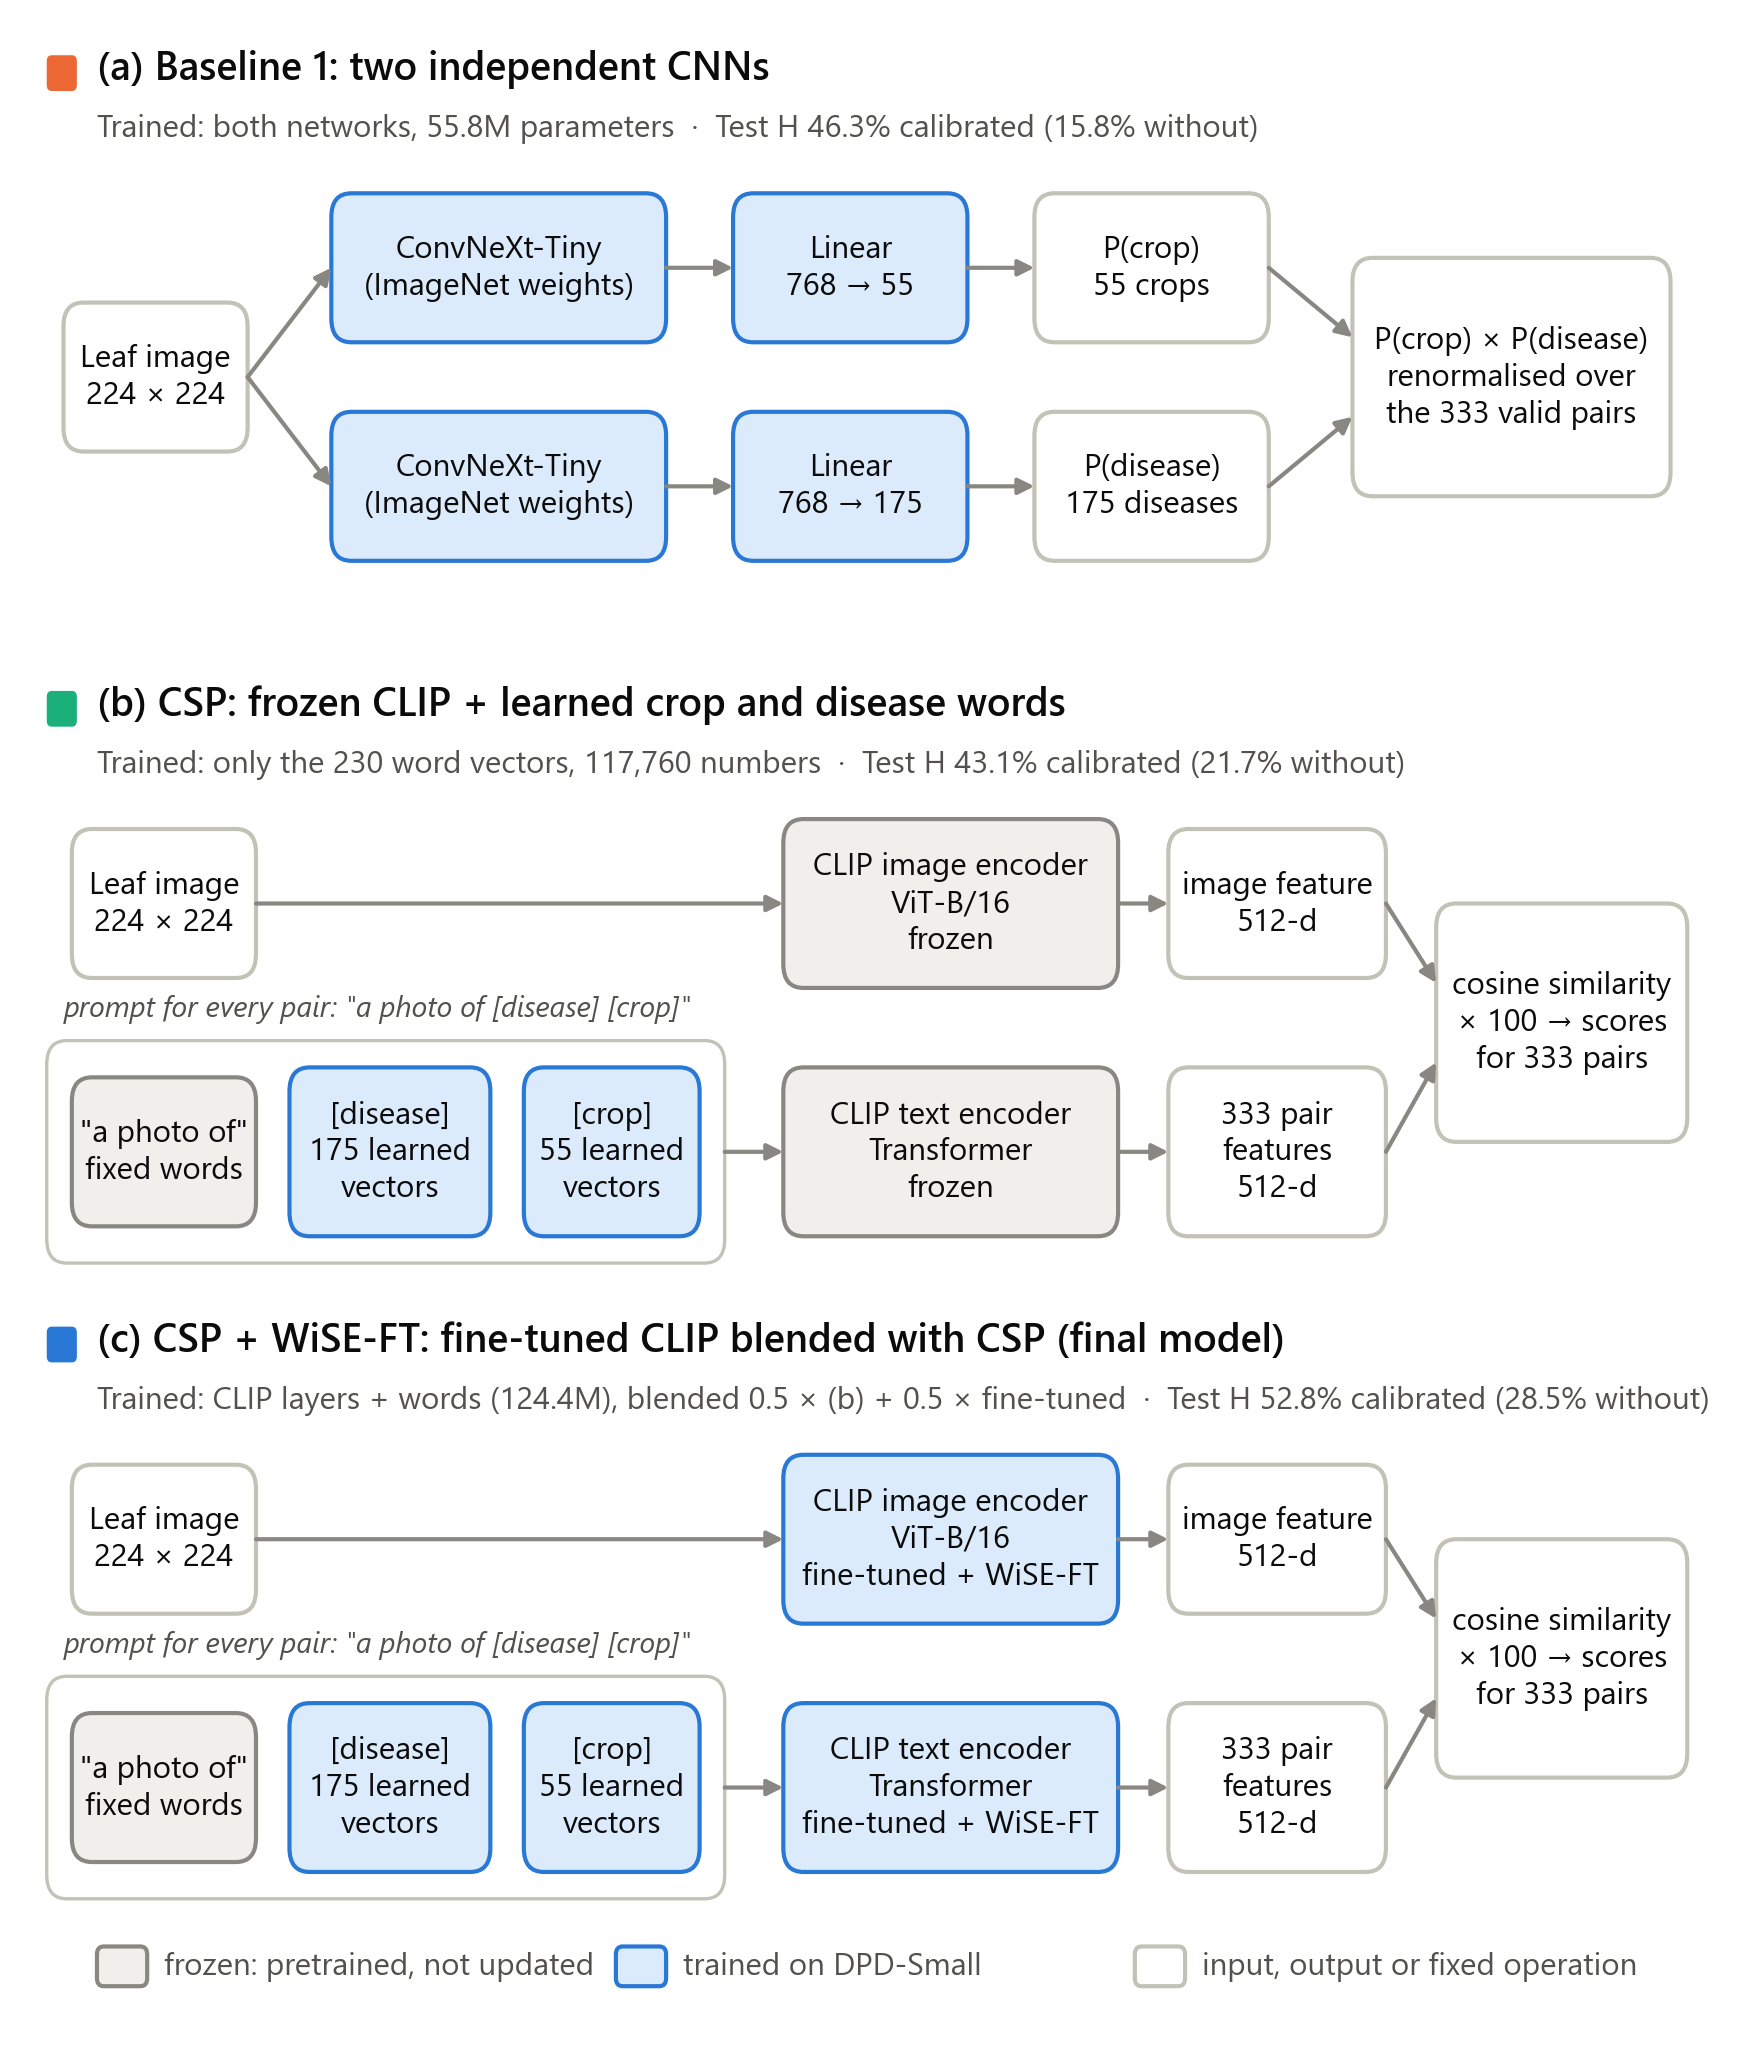 (a) Baseline 1: two independent CNNs
Trained: both networks, 55.8M parameters · Test H 46.3% calibrated (15.8% without)
Leaf image
224 × 224
ConvNeXt-Tiny
(ImageNet weights)
Linear
768 → 55
P(crop)
55 crops
ConvNeXt-Tiny
(ImageNet weights)
Linear
768 → 175
P(disease)
175 diseases
P(crop) × P(disease)
renormalised over
the 333 valid pairs
(b) CSP: frozen CLIP + learned crop and disease words
Trained: only the 230 word vectors, 117,760 numbers · Test H 43.1% calibrated (21.7% without)
Leaf image
224 × 224
CLIP image encoder
ViT-B/16
frozen
image feature
512-d
prompt for every pair: "a photo of [disease] [crop]"
"a photo of"
fixed words
[disease]
175 learned
vectors
[crop]
55 learned
vectors
CLIP text encoder
Transformer
frozen
333 pair
features
512-d
cosine similarity
× 100 → scores
for 333 pairs
(c) CSP + WiSE-FT: fine-tuned CLIP blended with CSP (final model)
Trained: CLIP layers + words (124.4M), blended 0.5 × (b) + 0.5 × fine-tuned · Test H 52.8% calibrated (28.5% without)
Leaf image
224 × 224
CLIP image encoder
ViT-B/16
fine-tuned + WiSE-FT
image feature
512-d
prompt for every pair: "a photo of [disease] [crop]"
"a photo of"
fixed words
[disease]
175 learned
vectors
[crop]
55 learned
vectors
CLIP text encoder
Transformer
fine-tuned + WiSE-FT
333 pair
features
512-d
cosine similarity
× 100 → scores
for 333 pairs
frozen: pretrained, not updated
trained on DPD-Small
input, output or fixed operation